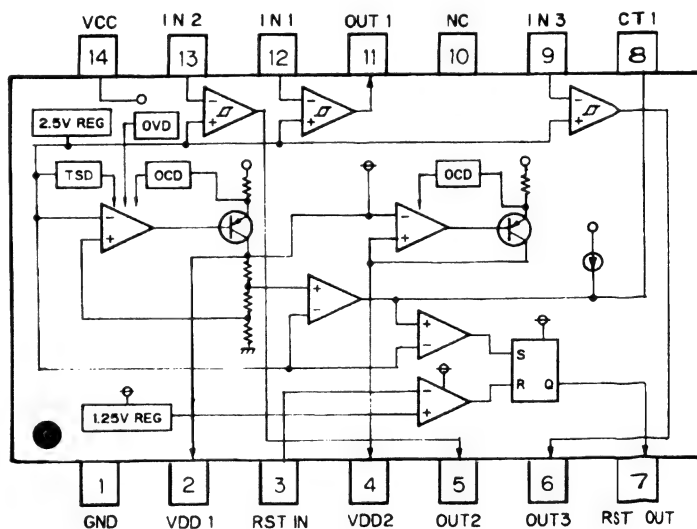 VCC IN 2 IN 1 OUT 1 NC IN 3 CT 1
14 13 12 11 10 9 8
2.5V REG OVD
TSD OCD OCD
S
R Q
1.25V REG
1 2 3 4 5 6 7
GND VDD 1 RST IN VDD2 OUT2 OUT3 RST OUT